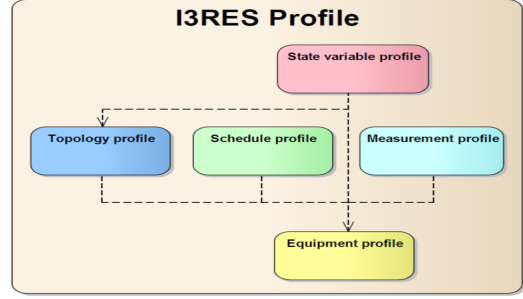 I3RES Profile
State variable profile
Topology profile
Schedule profile
Measurement profile
Equipment profile